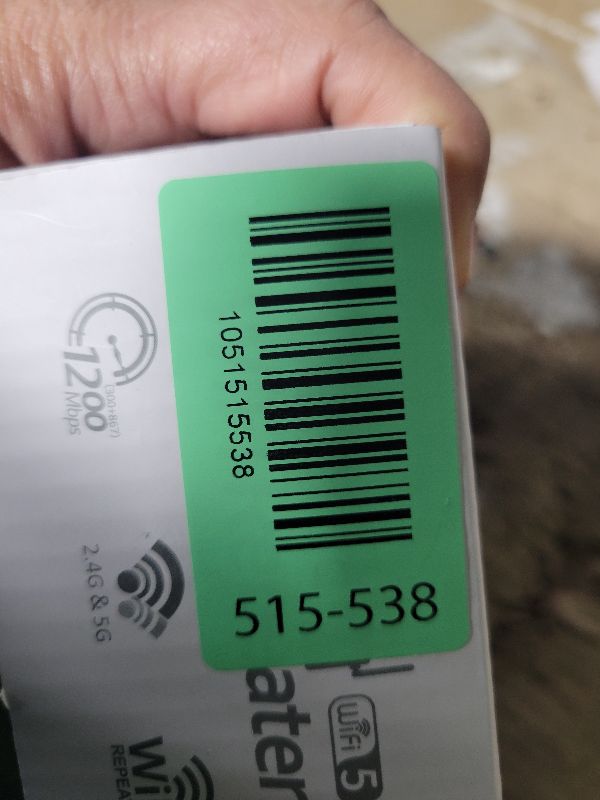 1051515538
515-538
1200
(300+867)
Mbps
2.4G & 5G
WiFi 5
ater
Wi
REPEA